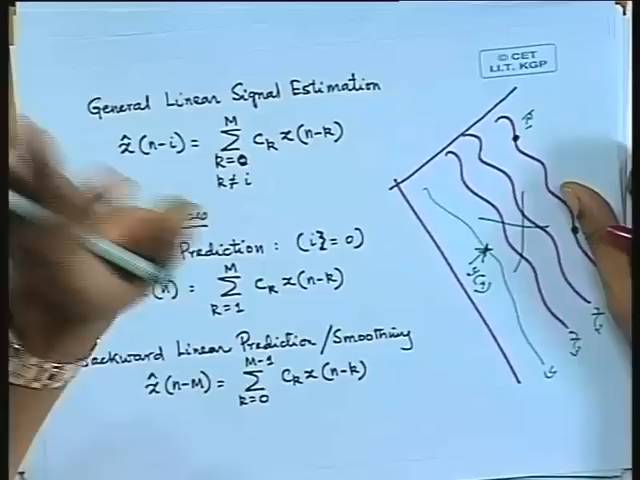 © CET
I.I.T. KGP
General Linear Signal Estimation
x̂(n-i) = Σ_{k=0, k≠i}^{M} c_k x(n-k)
Prediction : (i = 0)
(n) = Σ_{k=1}^{M} c_k x(n-k)
Backward Linear Prediction / Smoothing
x̂(n-M) = Σ_{k=0}^{M-1} c_k x(n-k)